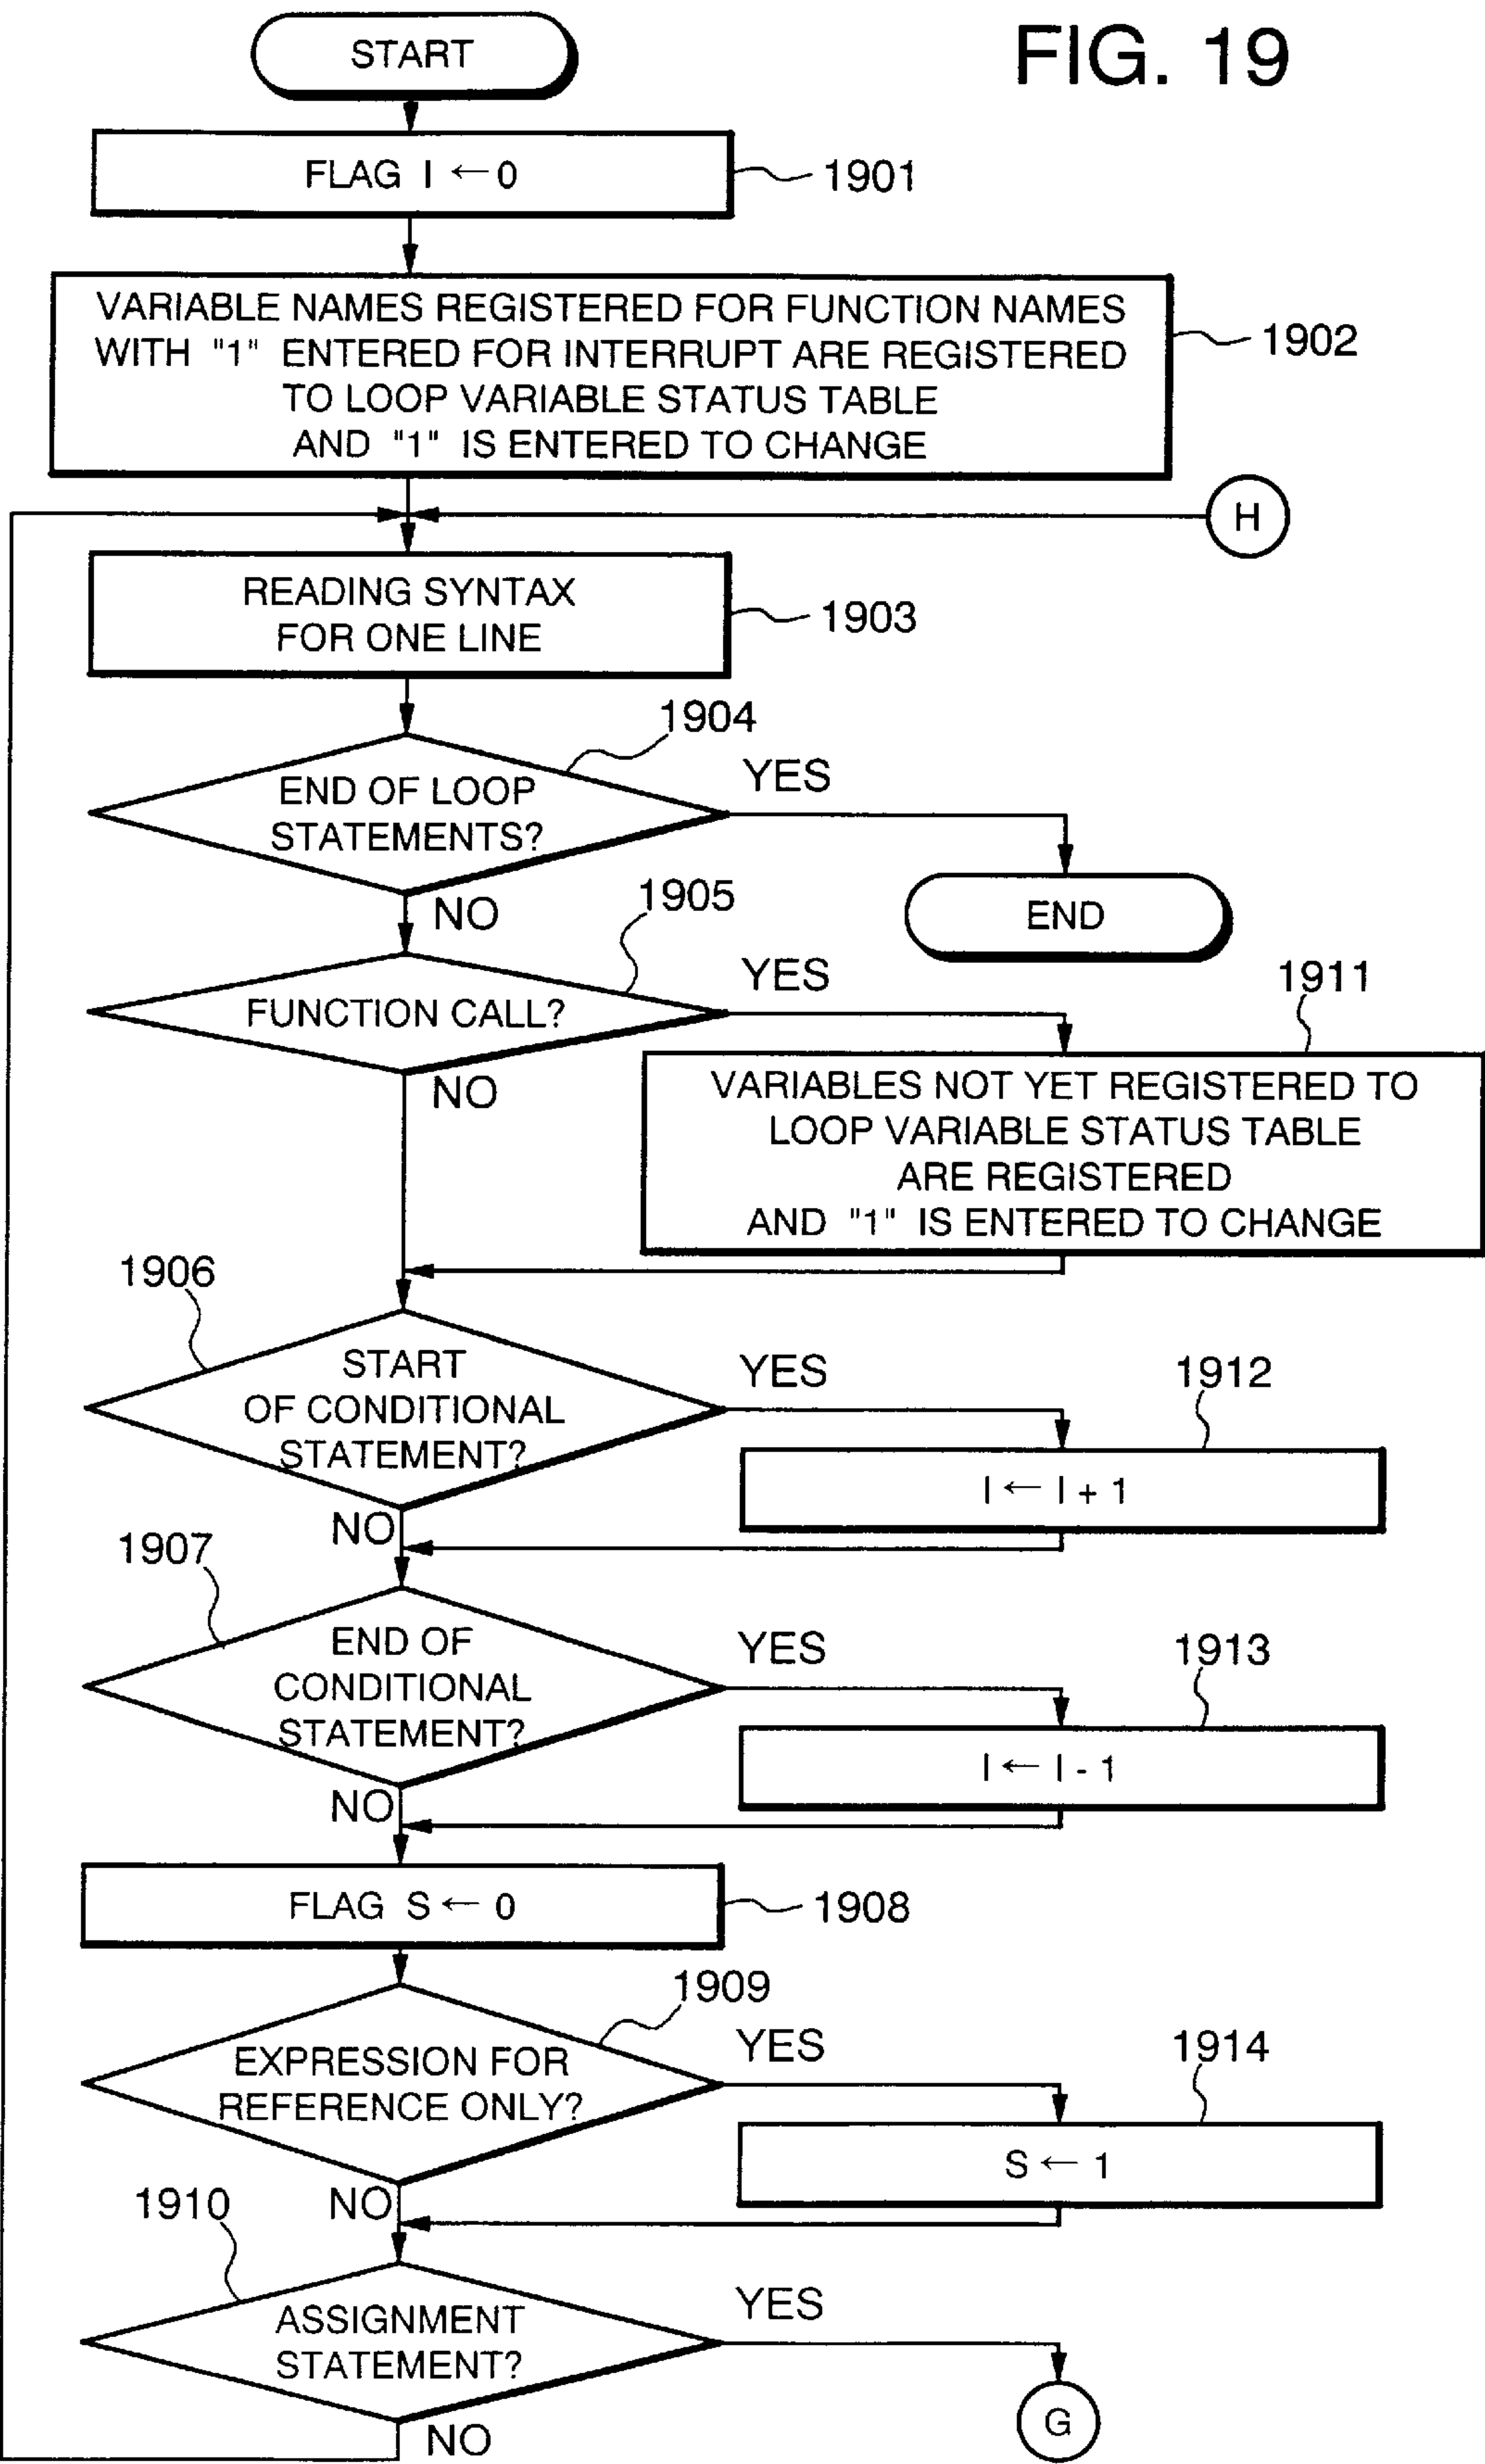 FIG. 19
START
FLAG I ← 0
1901
VARIABLE NAMES REGISTERED FOR FUNCTION NAMES
WITH "1" ENTERED FOR INTERRUPT ARE REGISTERED
TO LOOP VARIABLE STATUS TABLE
AND "1" IS ENTERED TO CHANGE
1902
H
READING SYNTAX
FOR ONE LINE
1903
1904
END OF LOOP
STATEMENTS?
YES
NO
END
1905
FUNCTION CALL?
YES
NO
1911
VARIABLES NOT YET REGISTERED TO
LOOP VARIABLE STATUS TABLE
ARE REGISTERED
AND "1" IS ENTERED TO CHANGE
1906
START
OF CONDITIONAL
STATEMENT?
YES
NO
1912
I ← I + 1
1907
END OF
CONDITIONAL
STATEMENT?
YES
NO
1913
I ← I - 1
FLAG S ← 0
1908
1909
EXPRESSION FOR
REFERENCE ONLY?
YES
NO
1914
S ← 1
1910
ASSIGNMENT
STATEMENT?
YES
NO
G